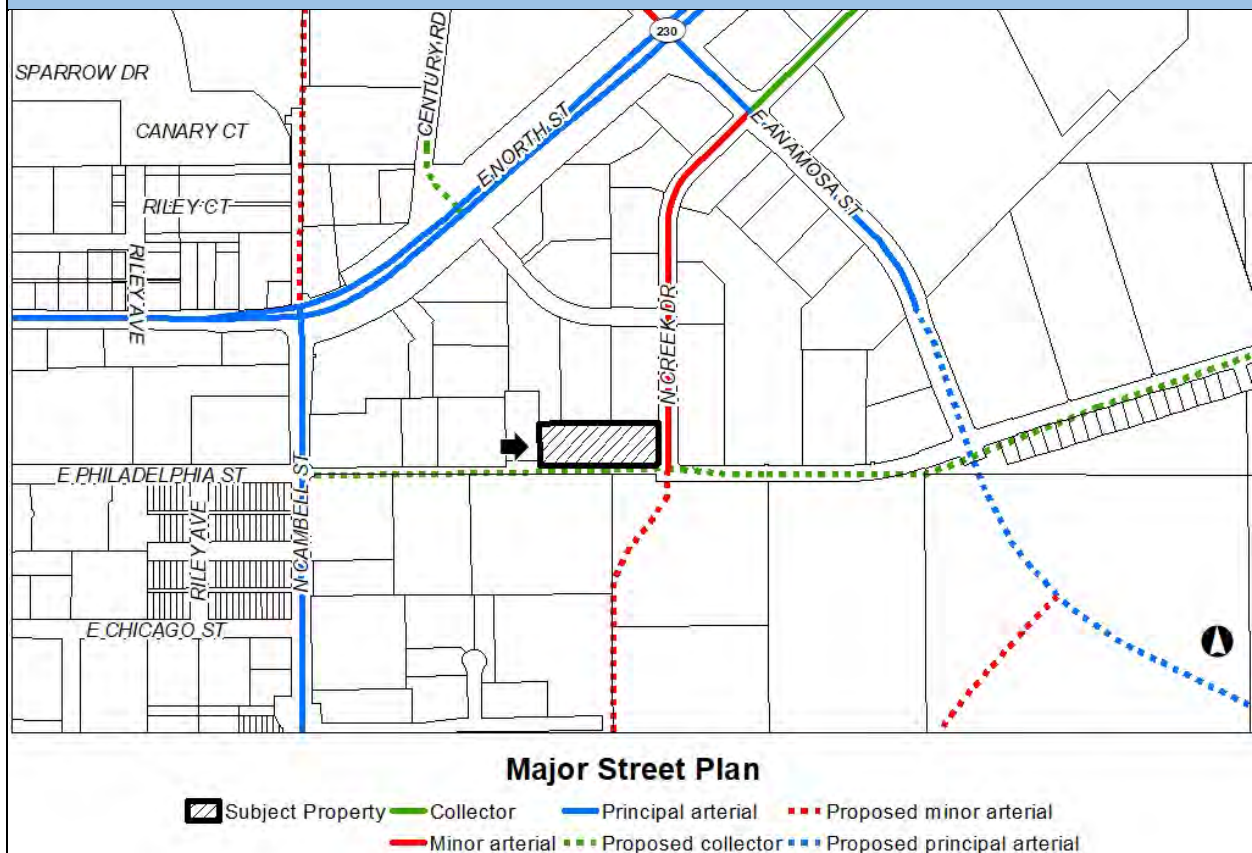 230
SPARROW DR
CENTURY RD
CANARY CT
E NORTH ST
E ANAMOSA ST
RILEY CT
RILEY AVE
N CREEK DR
E PHILADELPHIA ST
N CAMBELL ST
RILEY AVE
E CHICAGO ST
Major Street Plan
Subject Property Collector Principal arterial Proposed minor arterial
Minor arterial Proposed collector Proposed principal arterial